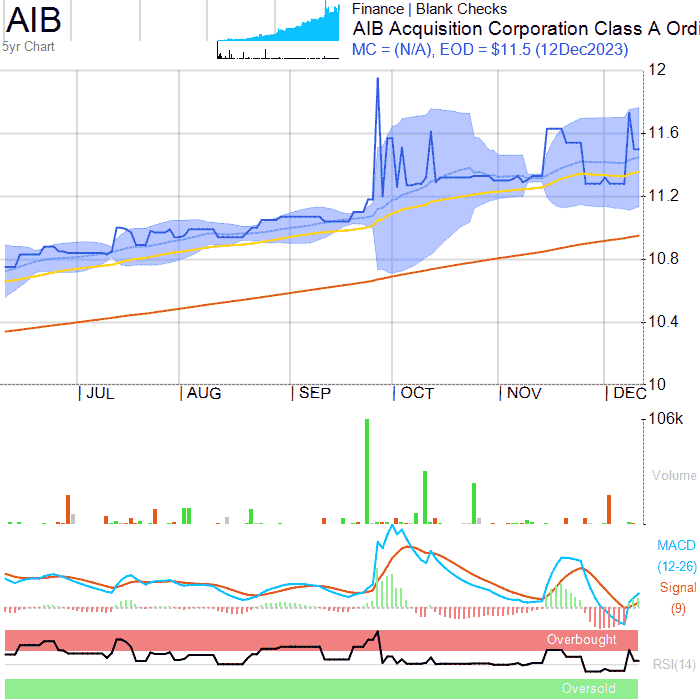 AIB
5yr Chart
Finance | Blank Checks
AIB Acquisition Corporation Class A Ordi
MC = (N/A), EOD = $11.5 (12Dec2023)
12
11.6
11.2
10.8
10.4
10
JUL
AUG
SEP
OCT
NOV
DEC
106k
Volume
MACD
(12-26)
Signal
(9)
Overbought
RSI(14)
Oversold